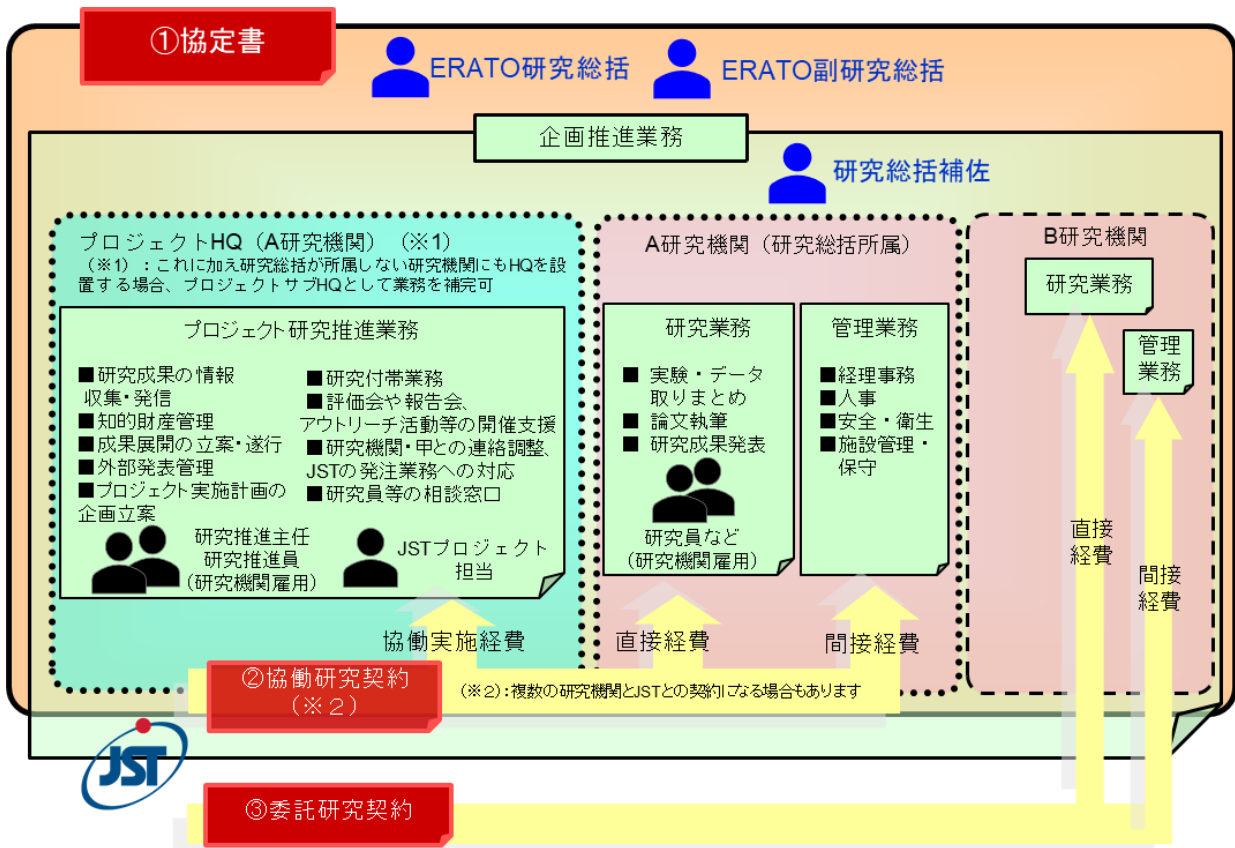 ①協定書
ERATO研究総括
ERATO副研究総括
企画推進業務
研究総括補佐
プロジェクトHQ（A研究機関）（※1）
（※1）：これに加え研究総括が所属しない研究機関にもHQを設
置する場合、プロジェクトサブHQとして業務を補完可
プロジェクト研究推進業務
■研究成果の情報
収集・発信
■知的財産管理
■成果展開の立案・遂行
■外部発表管理
■プロジェクト実施計画の
企画立案
■研究付帯業務
■評価会や報告会、
アウトリーチ活動等の開催支援
■研究機関・甲との連絡調整、
JSTの発注業務への対応
■研究員等の相談窓口
研究推進主任
研究推進員
(研究機関雇用)
JSTプロジェクト
担当
協働実施経費
A研究機関（研究総括所属）
研究業務
■ 実験・データ
取りまとめ
■ 論文執筆
■ 研究成果発表
研究員など
(研究機関雇用)
直接経費
管理業務
■経理事務
■人事
■安全・衛生
■施設管理・
保守
間接経費
B研究機関
研究業務
管理
業務
直接
経費
間接
経費
②協働研究契約
（※２）
（※２）：複数の研究機関とJSTとの契約になる場合もあります
JST
③委託研究契約